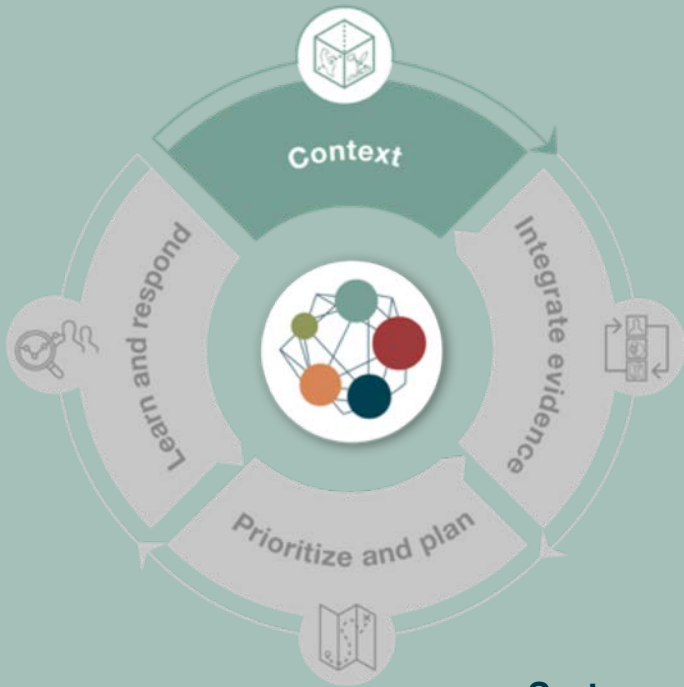 Context
Integrate evidence
Prioritize and plan
Learn and respond